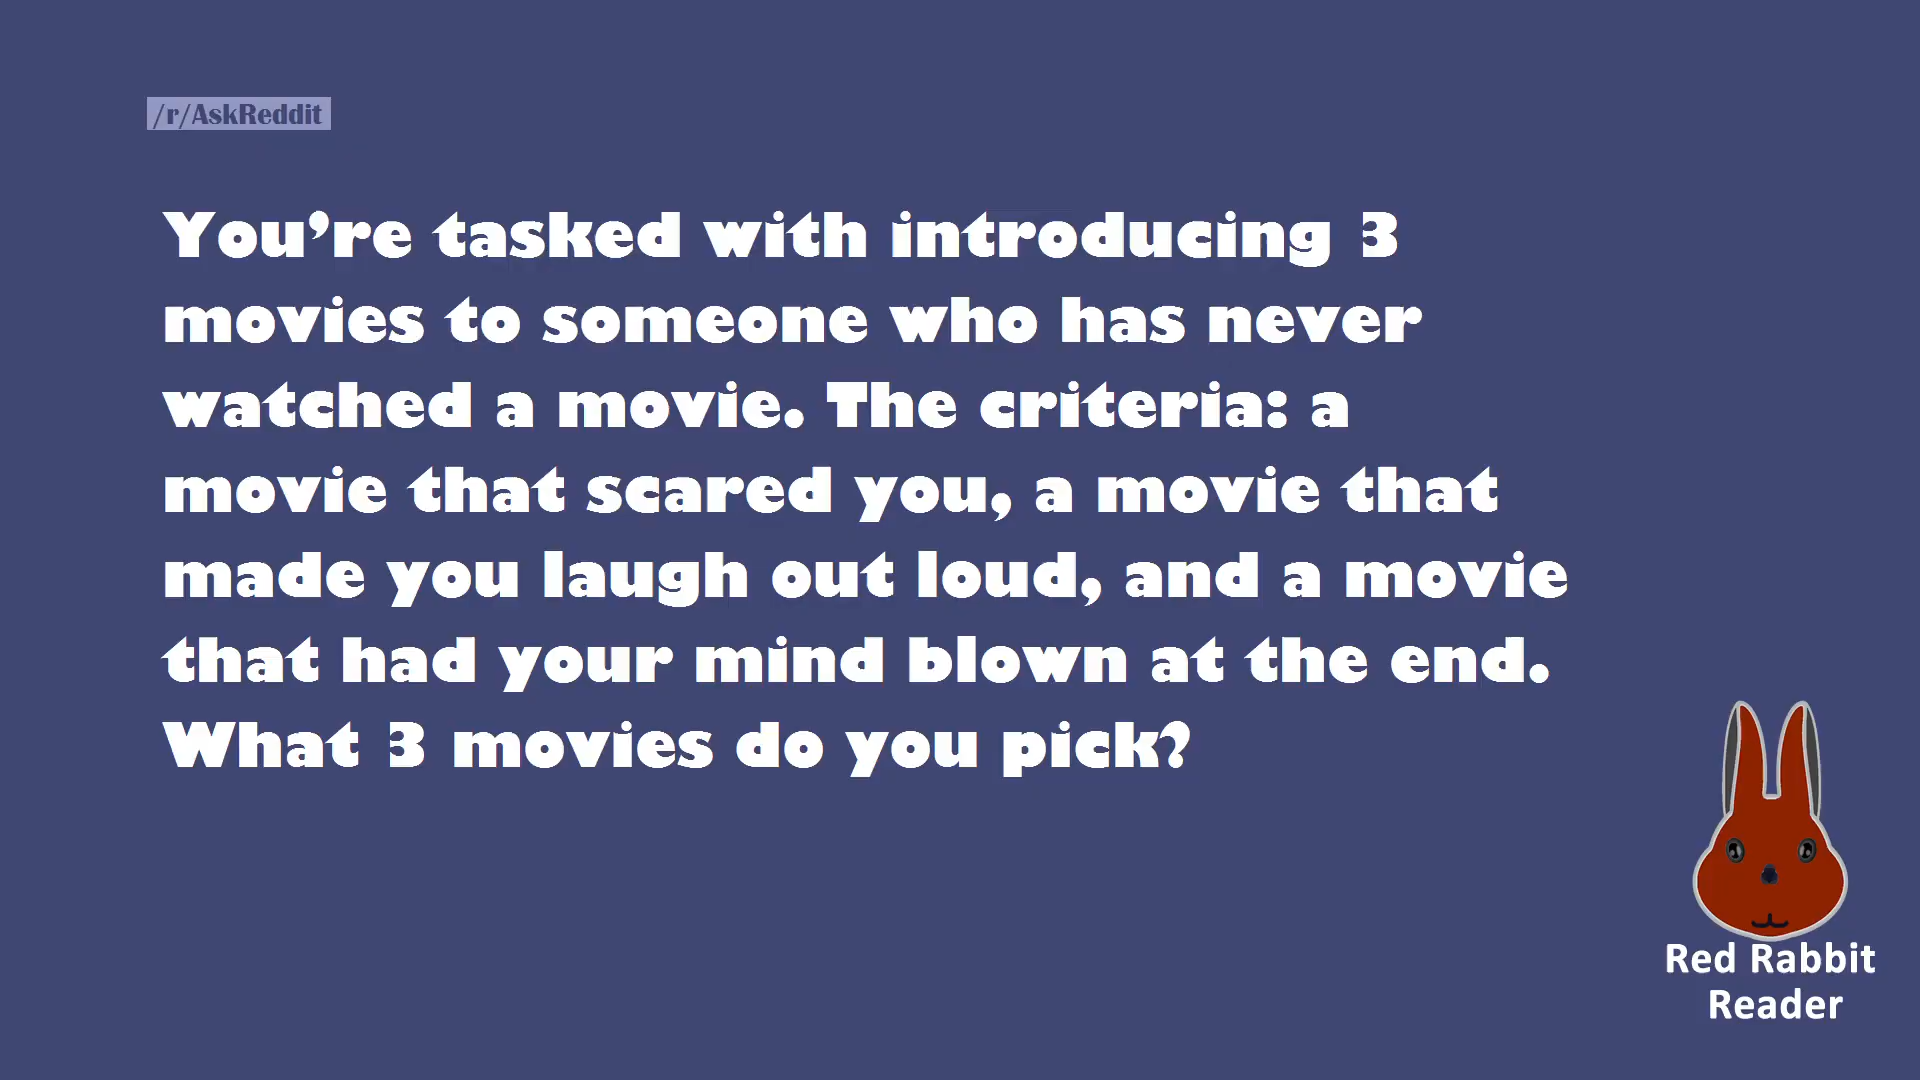 /r/AskReddit
You’re tasked with introducing 3
movies to someone who has never
watched a movie. The criteria: a
movie that scared you, a movie that
made you laugh out loud, and a movie
that had your mind blown at the end.
What 3 movies do you pick?
Red Rabbit
Reader